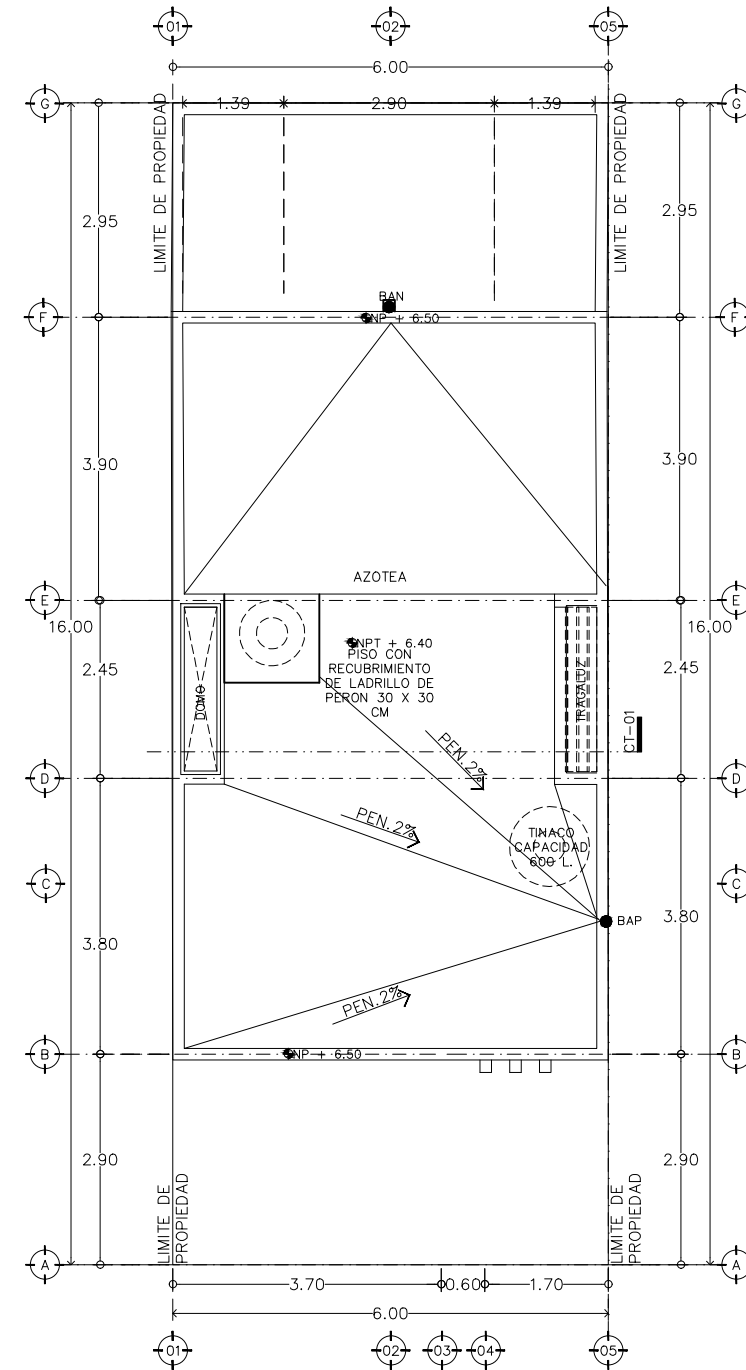 01
02
05
6.00
G
1.39
2.90
1.39
G
LIMITE DE PROPIEDAD
LIMITE DE PROPIEDAD
2.95
2.95
BAN
F
NP + 6.50
F
3.90
3.90
AZOTEA
E
E
16.00
16.00
NPT + 6.40
PISO CON
RECUBRIMIENTO
DE LADRILLO DE
PERON 30 X 30
CM
2.45
2.45
DOMO
TRAGALUZ
CT-01
PEN.2%
D
D
PEN.2%
TINACO
CAPACIDAD
600 L.
C
C
BAP
3.80
3.80
PEN.2%
B
NP + 6.50
B
2.90
2.90
LIMITE DE
PROPIEDAD
LIMITE DE
PROPIEDAD
A
A
3.70
0.60
1.70
6.00
01
02
03
04
05